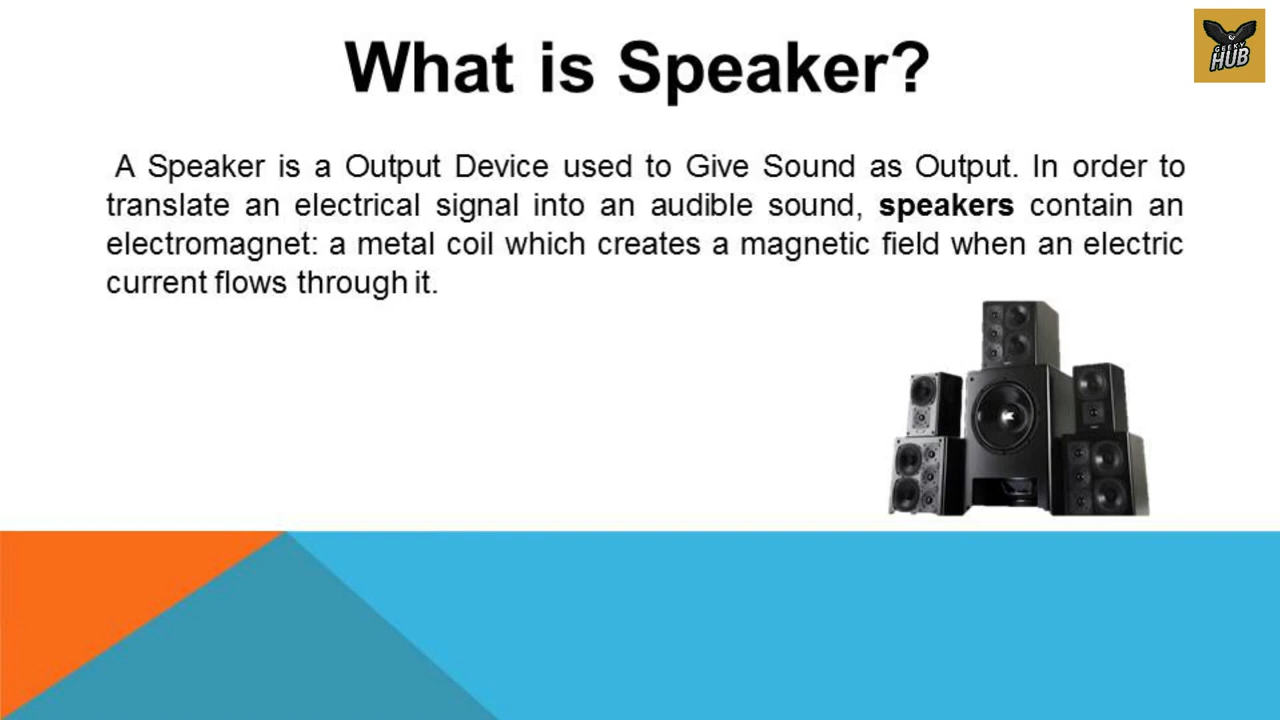 What is Speaker?
GEEKY
HUB
A Speaker is a Output Device used to Give Sound as Output. In order to
translate an electrical signal into an audible sound, speakers contain an
electromagnet: a metal coil which creates a magnetic field when an electric
current flows through it.